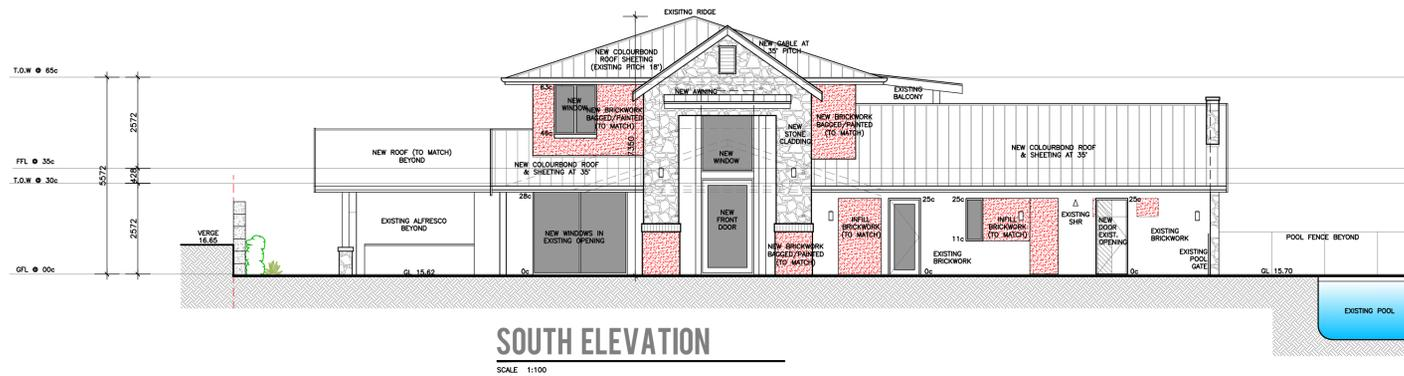 EXISITNG RIDGE
NEW GABLE AT
35° PITCH
NEW COLOURBOND
ROOF SHEETING
(EXISTING PITCH 18°)
T.O.W @ 65c
63c
NEW
WINDOW
48c
NEW BRICKWORK
BAGGED/PAINTED
(TO MATCH)
NEW AWNING
EXISTING
BALCONY
NEW BRICKWORK
BAGGED/PAINTED
(TO MATCH)
NEW
STONE
CLADDING
2572
7350
NEW ROOF (TO MATCH)
BEYOND
NEW COLOURBOND ROOF
& SHEETING AT 35°
NEW
WINDOW
NEW COLOURBOND ROOF
& SHEETING AT 35°
FFL @ 35c
428
5572
T.O.W @ 30c
2572
VERGE
16.65
EXISTING ALFRESCO
BEYOND
28c
NEW WINDOWS IN
EXISTING OPENING
NEW
FRONT
DOOR
NEW BRICKWORK
BAGGED/PAINTED
(TO MATCH)
INFILL
BRICKWORK
(TO MATCH)
25c
25c
11c
INFILL
BRICKWORK
(TO MATCH)
EXISTING
SHR
25c
NEW
DOOR
EXIST.
OPENING
EXISTING
BRICKWORK
EXISTING
BRICKWORK
EXISTING
POOL
GATE
POOL FENCE BEYOND
GFL @ 00c
GL 15.62
0c
0c
0c
GL 15.70
EXISTING POOL
SOUTH ELEVATION
SCALE 1:100